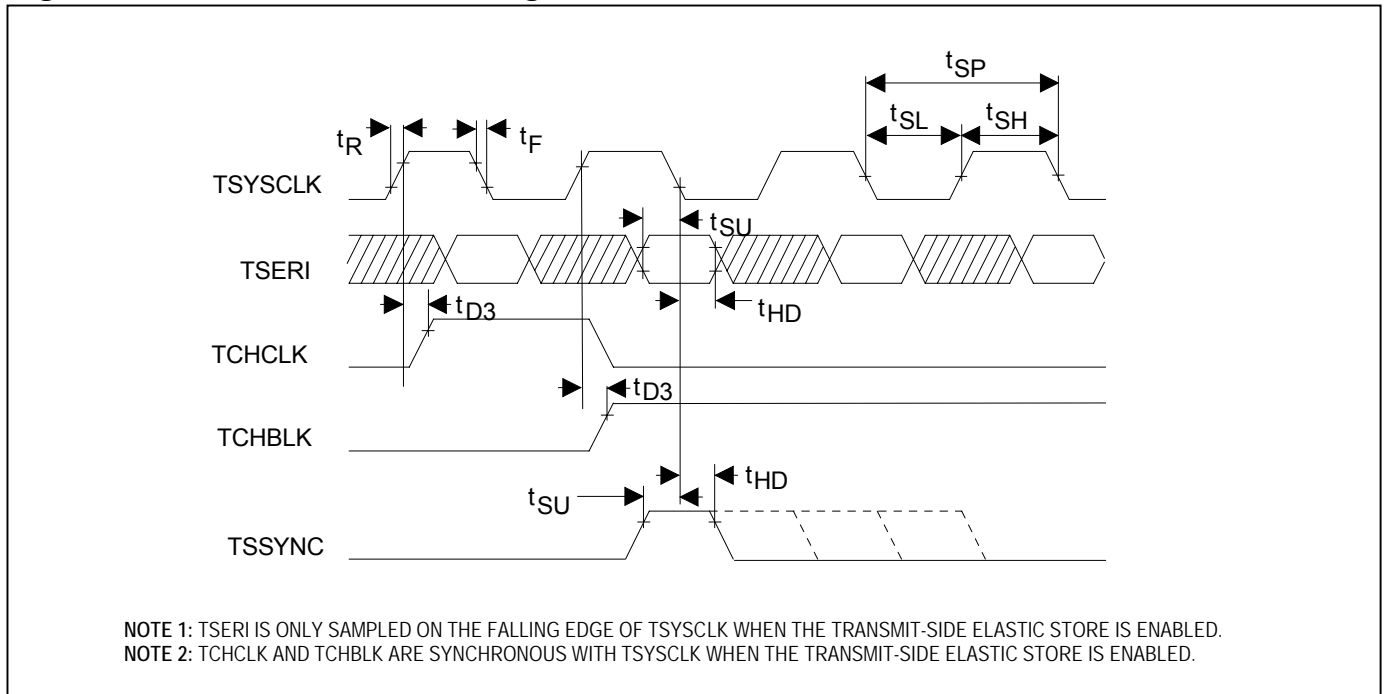 tSP
tSL tSH
tR tF
TSYSCLK
tSU
TSERI
tD3 tHD
TCHCLK
tD3
TCHBLK
tSU tHD
TSSYNC
NOTE 1: TSERI IS ONLY SAMPLED ON THE FALLING EDGE OF TSYSCLK WHEN THE TRANSMIT-SIDE ELASTIC STORE IS ENABLED.
NOTE 2: TCHCLK AND TCHBLK ARE SYNCHRONOUS WITH TSYSCLK WHEN THE TRANSMIT-SIDE ELASTIC STORE IS ENABLED.